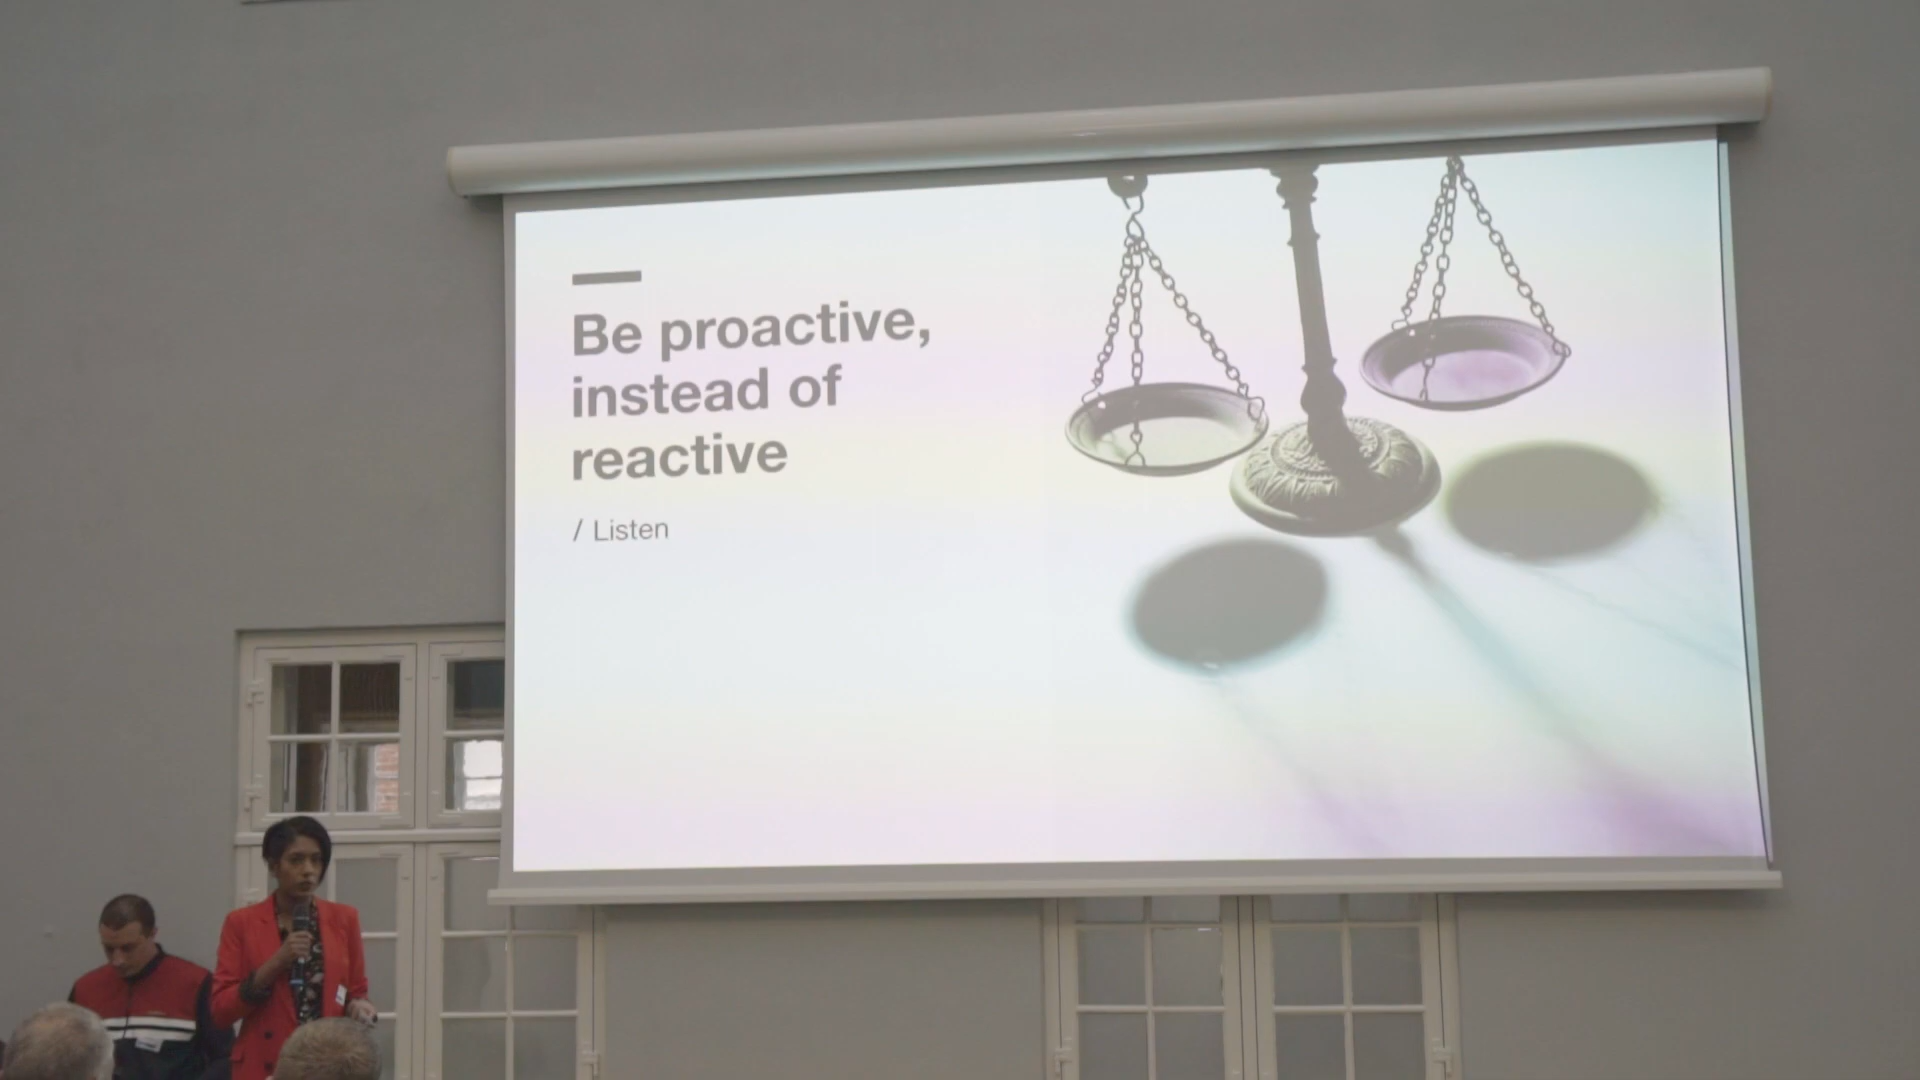 Be proactive,
instead of
reactive
/ Listen